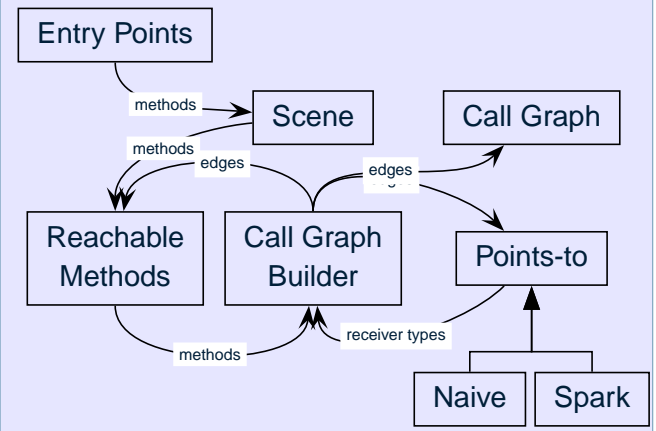 Entry Points
methods
Scene
Call Graph
methods
edges
edges
Reachable
Methods
Call Graph
Builder
Points-to
receiver types
methods
Naive
Spark